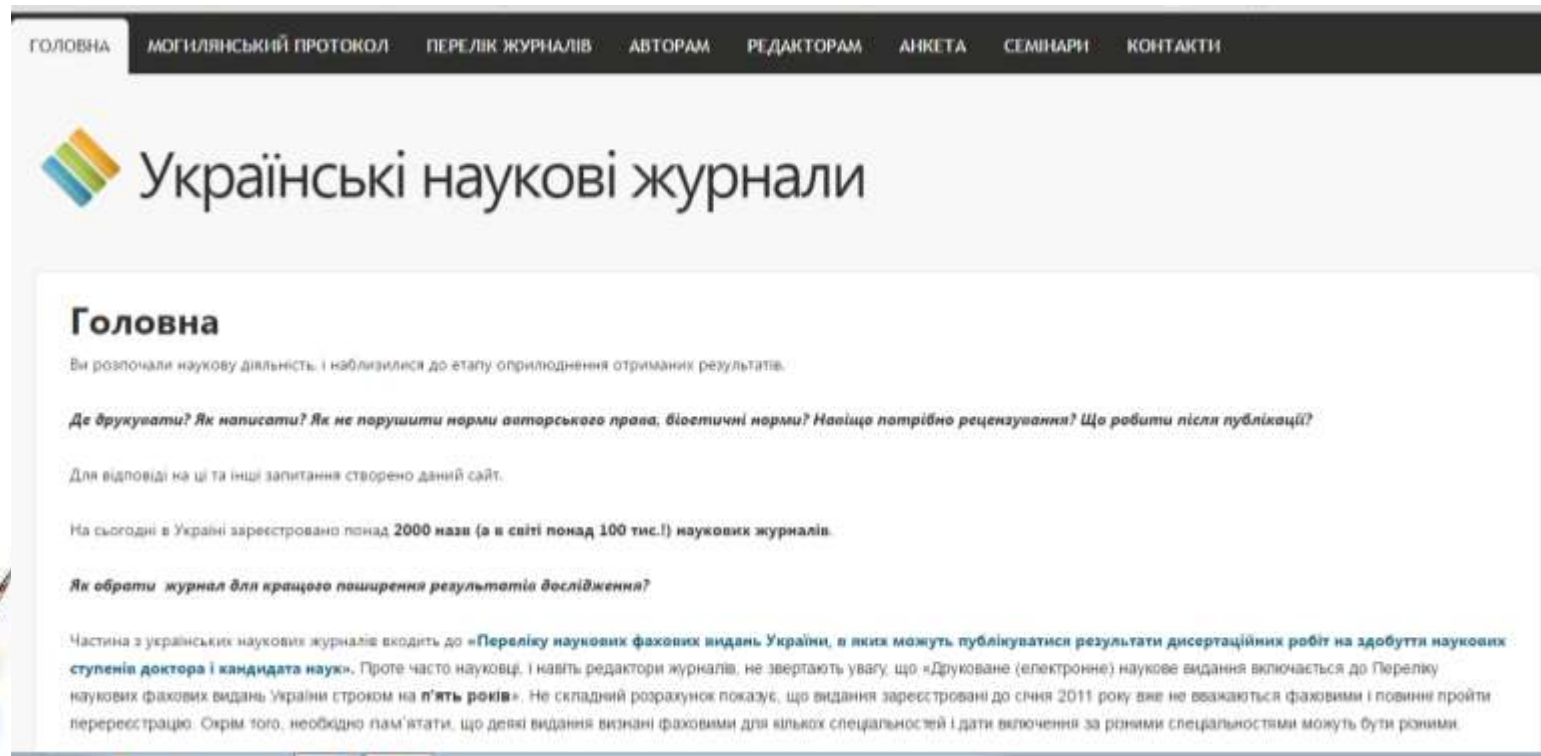 ГОЛОВНА МОГИЛЯНСЬКИЙ ПРОТОКОЛ ПЕРЕЛІК ЖУРНАЛІВ АВТОРАМ РЕДАКТОРАМ АНКЕТА СЕМІНАРИ КОНТАКТИ
Українські наукові журнали
Головна
Ви розпочали наукову діяльність, і наблизилися до етапу оприлюднення отриманих результатів.
Де друкувати? Як написати? Як не порушити норми авторського права, біоетичні норми? Навіщо потрібно рецензування? Що робити після публікації?
Для відповіді на ці та інші запитання створено даний сайт.
На сьогодні в Україні зареєстровано понад 2000 назв (а в світі понад 100 тис.!) наукових журналів.
Як обрати журнал для кращого поширення результатів дослідження?
Частина з українських наукових журналів входить до «Переліку наукових фахових видань України, в яких можуть публікуватися результати дисертаційних робіт на здобуття наукових
ступенів доктора і кандидата наук». Проте часто науковці, і навіть редактори журналів, не звертають увагу, що «Друковане (електронне) наукове видання включається до Переліку
наукових фахових видань України строком на п'ять років». Не складний розрахунок показує, що видання зареєстровані до січня 2011 року вже не вважаються фаховими і повинні пройти
перереєстрацію. Окрім того, необхідно пам'ятати, що деякі видання визнані фаховими для кількох спеціальностей і дати включення за різними спеціальностями можуть бути різними.